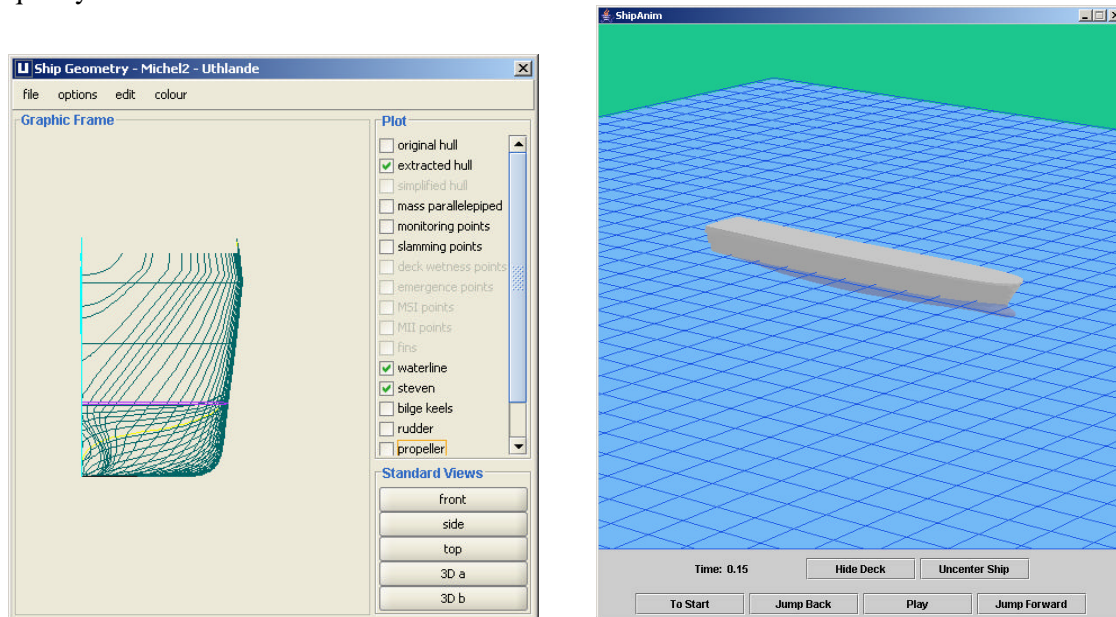 ShipAnim
Ship Geometry - Michel2 - Uthlande
file options edit colour
Graphic Frame
Plot
original hull
extracted hull
simplified hull
mass parallelepiped
monitoring points
slamming points
deck wetness points
emergence points
MSI points
MII points
fins
waterline
steven
bilge keels
rudder
propeller
Standard Views
front
side
top
3D a
3D b
Time: 0.15 Hide Deck Uncenter Ship
To Start Jump Back Play Jump Forward